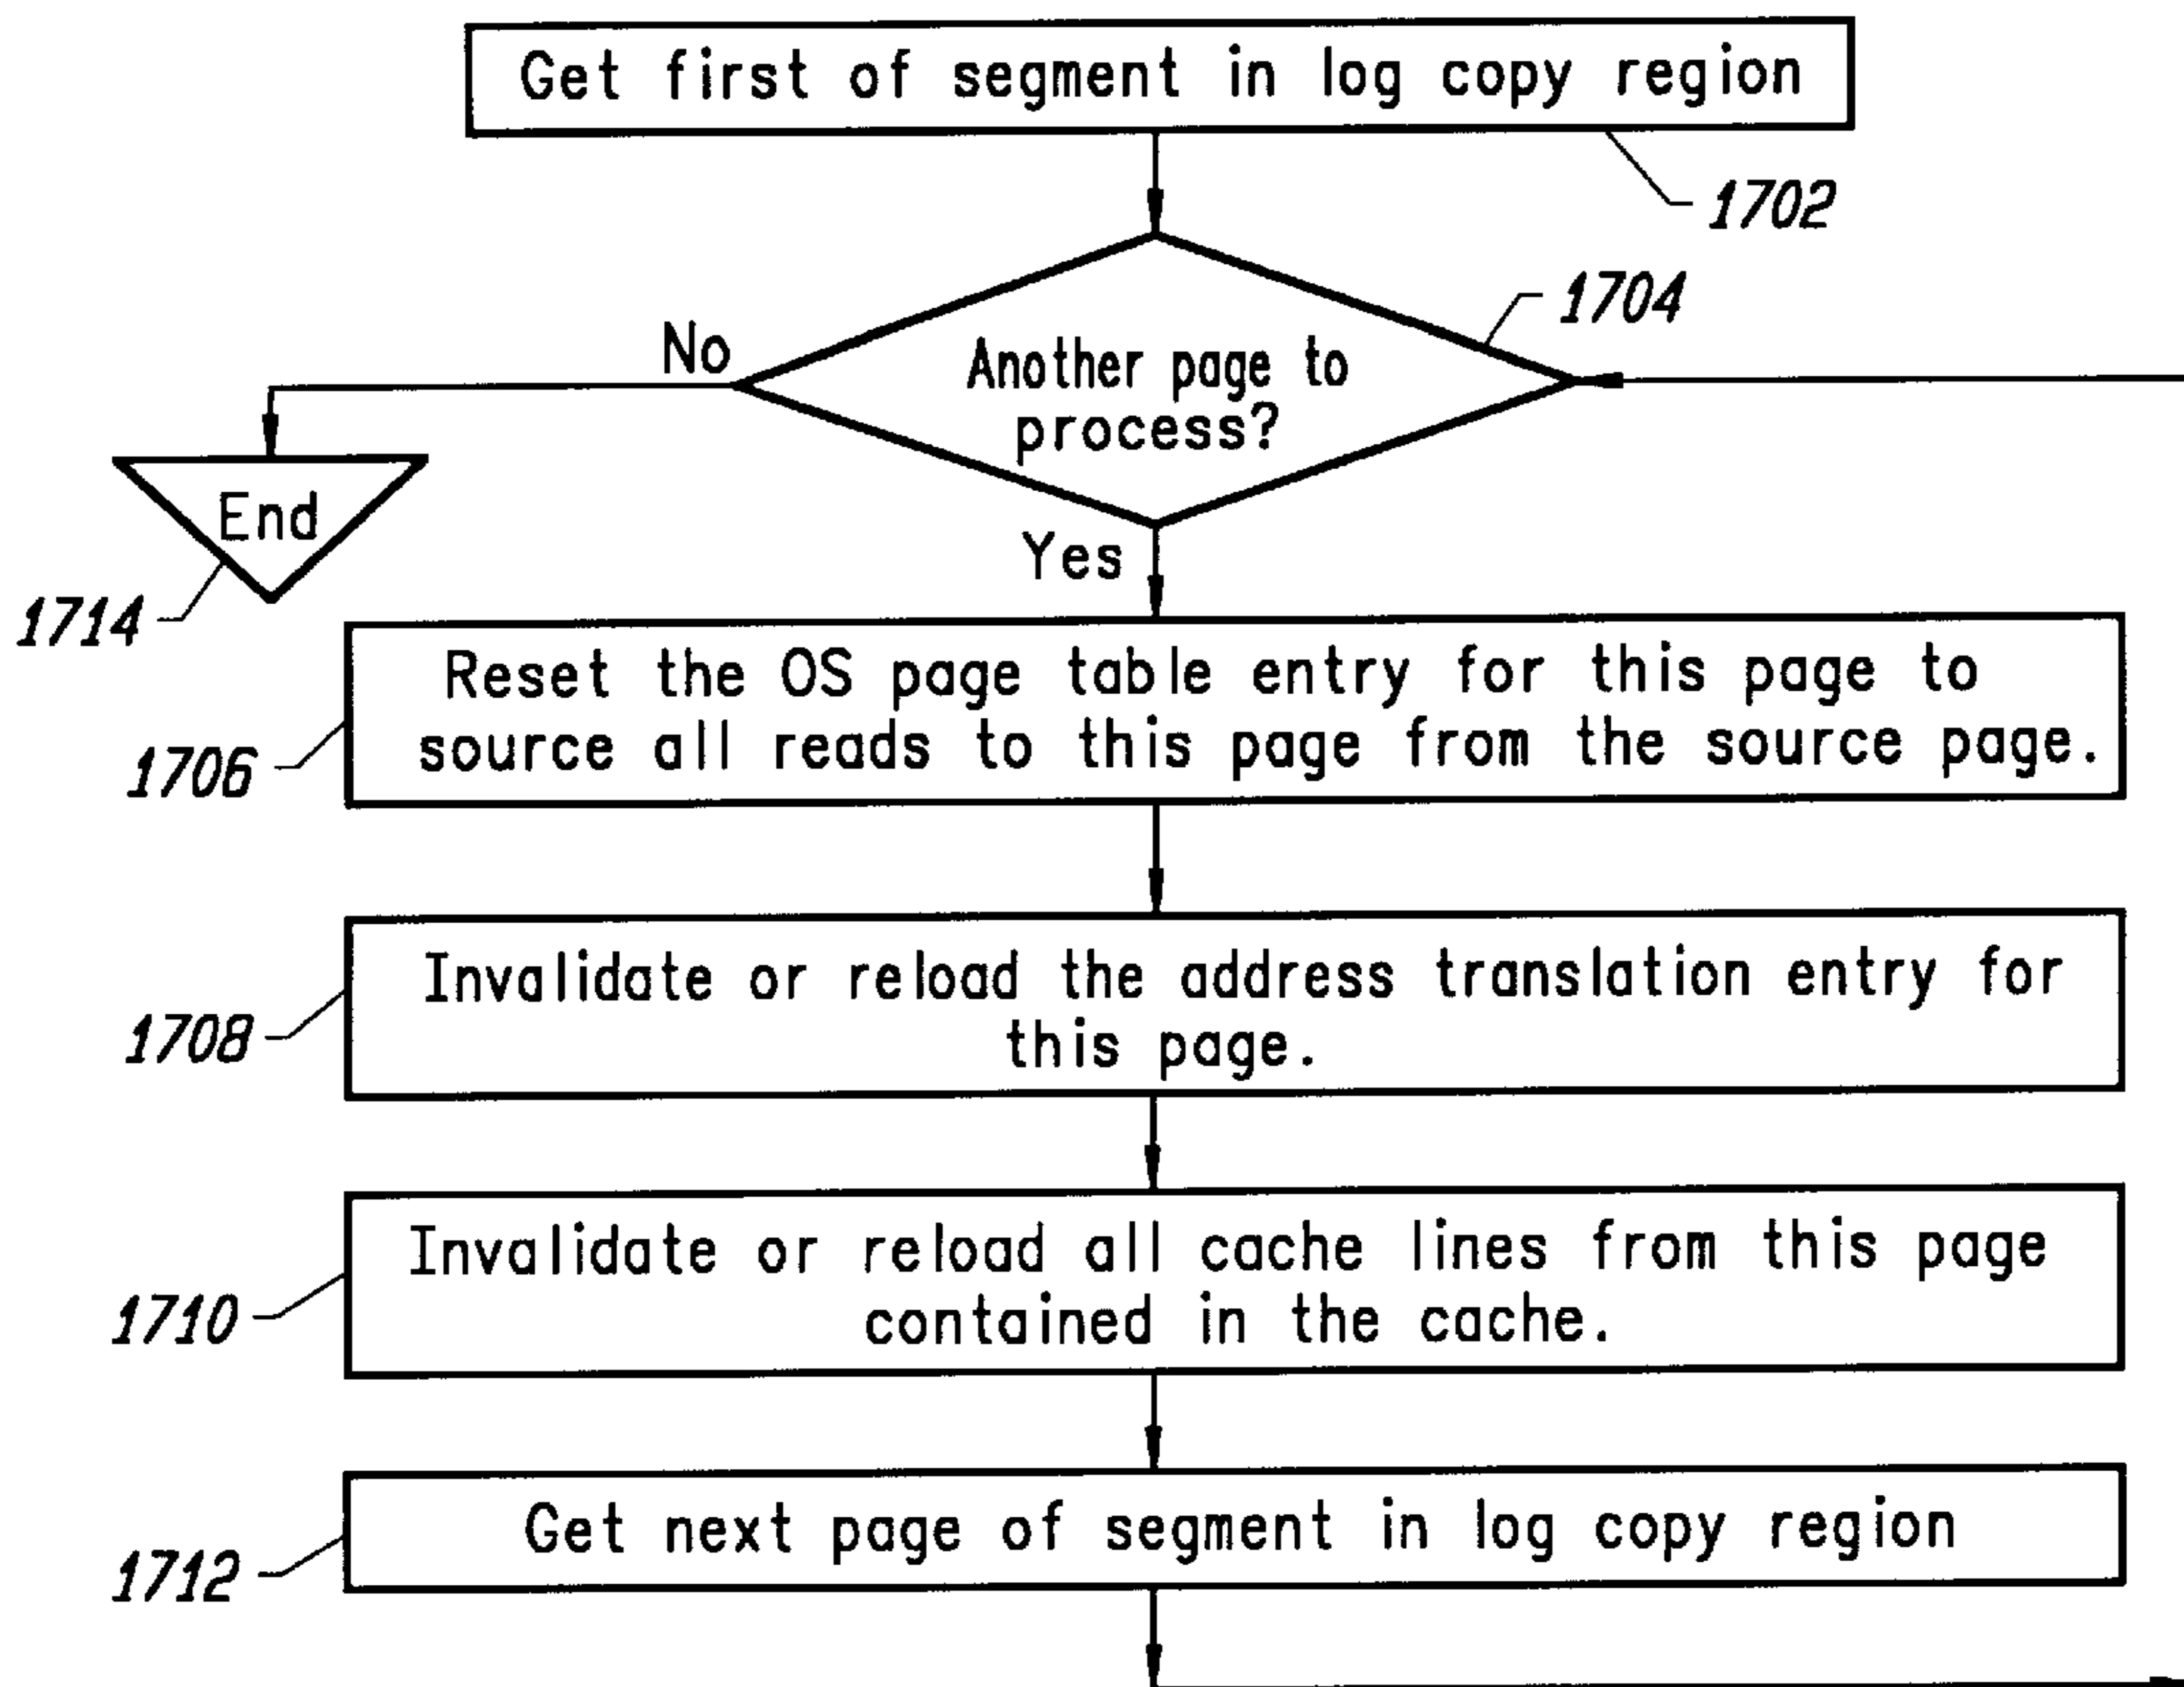 Get first of segment in log copy region
1702
1704
No
Another page to
process?
End
Yes
1714
Reset the OS page table entry for this page to
source all reads to this page from the source page.
1706
Invalidate or reload the address translation entry for
this page.
1708
Invalidate or reload all cache lines from this page
contained in the cache.
1710
Get next page of segment in log copy region
1712